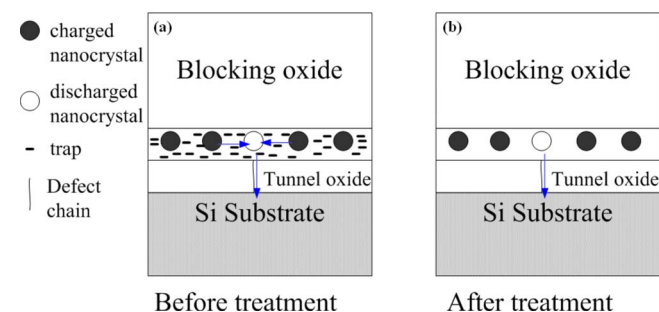 charged
nanocrystal
discharged
nanocrystal
trap
Defect
chain
(a)
Blocking oxide
Tunnel oxide
Si Substrate
Before treatment
(b)
Blocking oxide
Tunnel oxide
Si Substrate
After treatment